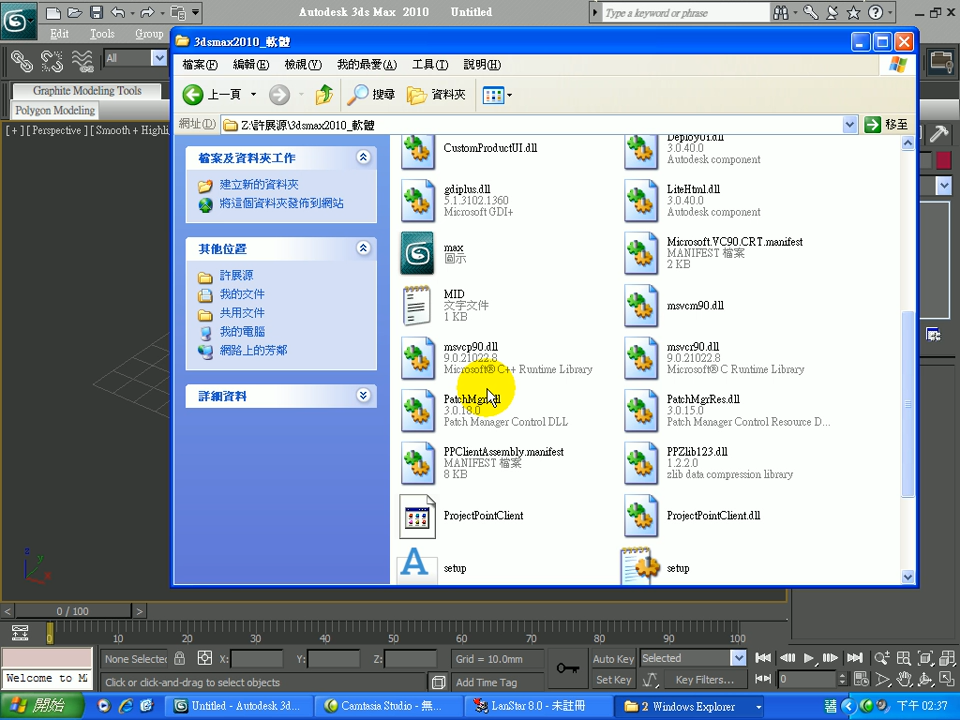 Autodesk 3ds Max 2010
Untitled
Type a keyword or phrase
Edit
Tools
Group
All
Graphite Modeling Tools
Polygon Modeling
[ + ] [ Perspective ] [ Smooth + Highli
3dsmax2010_軟體
檔案(F)
編輯(E)
檢視(V)
我的最愛(A)
工具(T)
說明(H)
上一頁
搜尋
資料夾
網址(D)
Z:\許展源\3dsmax2010_軟體
移至
檔案及資料夾工作
建立新的資料夾
將這個資料夾發佈到網站
其他位置
許展源
我的文件
共用文件
我的電腦
網路上的芳鄰
詳細資料
CustomProductUI.dll
DeployUi.dll
3.0.40.0
Autodesk component
gdiplus.dll
5.1.3102.1360
Microsoft GDI+
LiteHtml.dll
3.0.40.0
Autodesk component
max
圖示
Microsoft.VC90.CRT.manifest
MANIFEST 檔案
2 KB
MID
文字文件
1 KB
msvcm90.dll
msvcp90.dll
9.0.21022.8
Microsoft® C++ Runtime Library
msvcr90.dll
9.0.21022.8
Microsoft® C Runtime Library
PatchMgr.dll
3.0.18.0
Patch Manager Control DLL
PatchMgrRes.dll
3.0.15.0
Patch Manager Control Resource D...
PPClientAssembly.manifest
MANIFEST 檔案
8 KB
PPZlib123.dll
1.2.2.0
zlib data compression library
ProjectPointClient
ProjectPointClient.dll
setup
setup
0 / 100
0 10 20 30 40 50 60 70 80 90 100
None Selected
X:
Y:
Z:
Grid = 10.0mm
Auto Key
Selected
Welcome to M
Click or click-and-drag to select objects
Add Time Tag
Set Key
Key Filters...
0
開始
Untitled - Autodesk 3d...
Camtasia Studio - 無...
LanStar 8.0 - 未註冊
2 Windows Explorer
下午 02:37